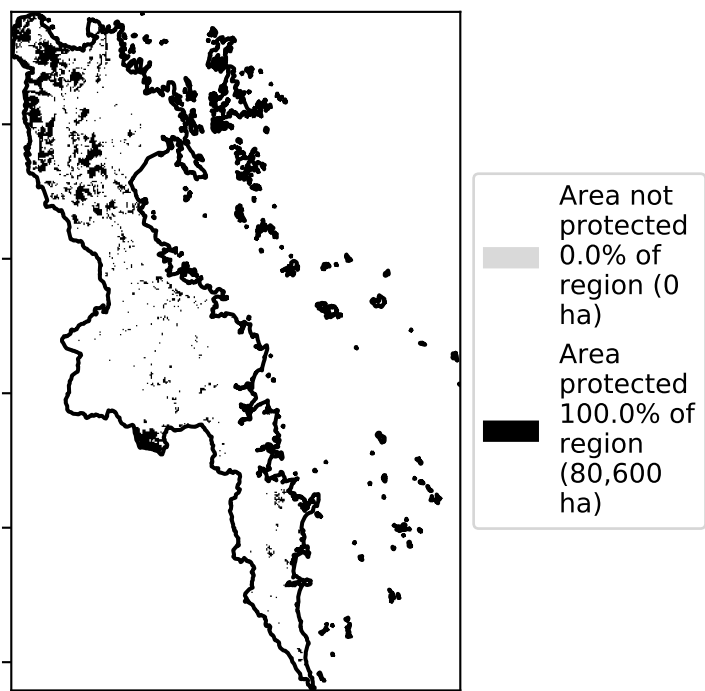 Area not
protected
0.0% of
region (0
ha)
Area
protected
100.0% of
region
(80,600
ha)